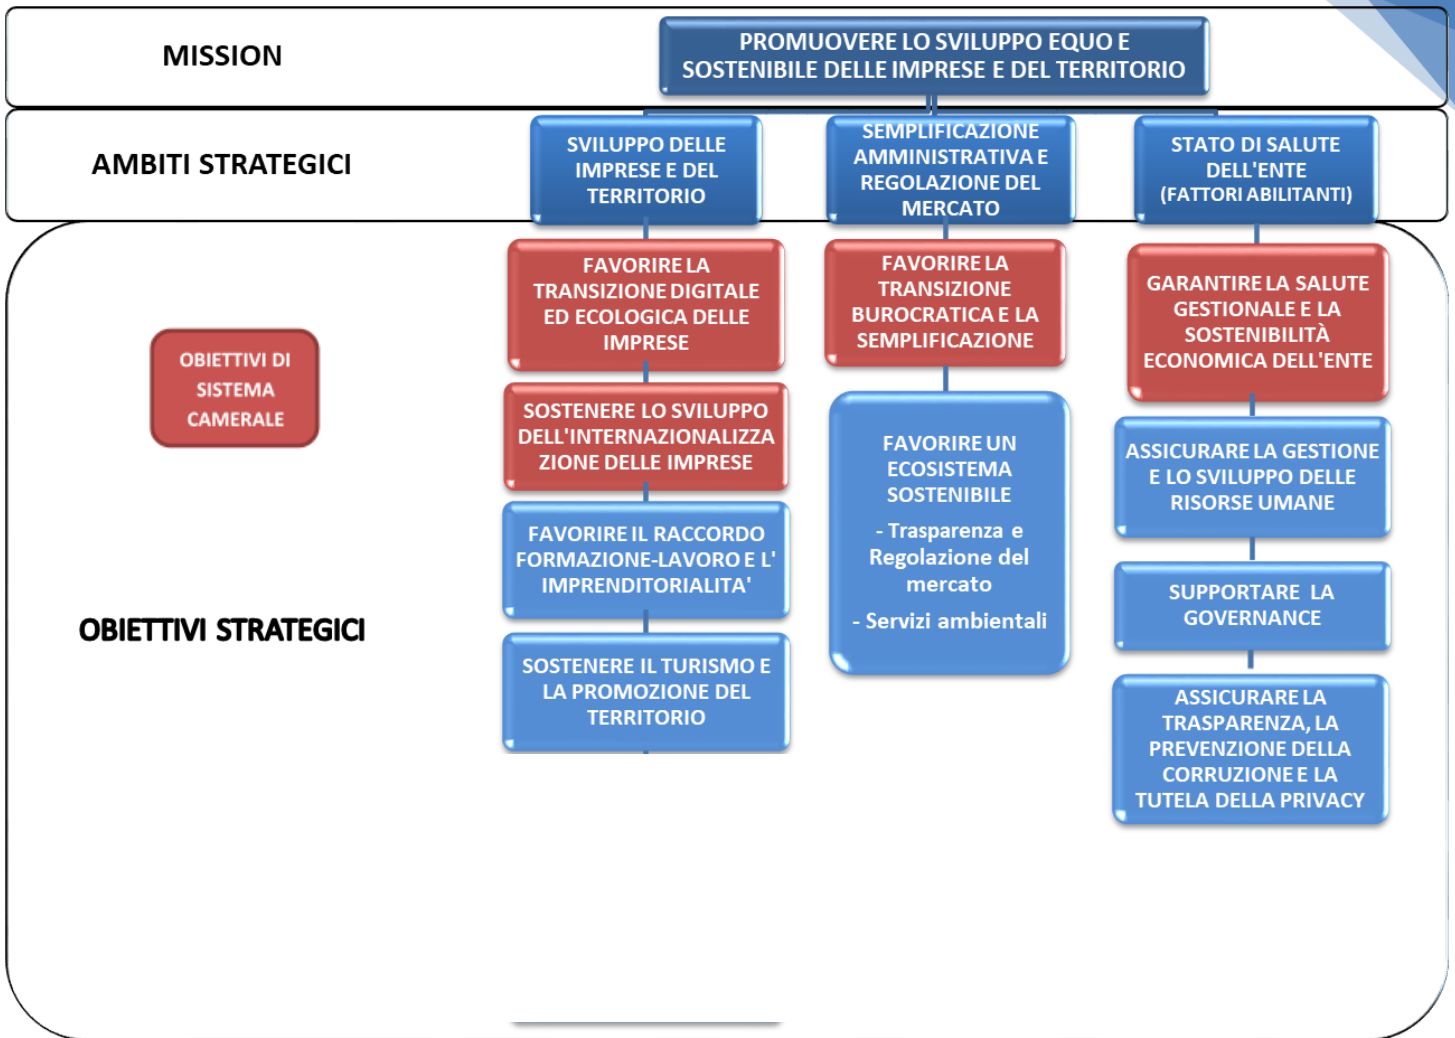 MISSION
PROMUOVERE LO SVILUPPO EQUO E
SOSTENIBILE DELLE IMPRESE E DEL TERRITORIO
AMBITI STRATEGICI
SVILUPPO DELLE
IMPRESE E DEL
TERRITORIO
SEMPLIFICAZIONE
AMMINISTRATIVA E
REGOLAZIONE DEL
MERCATO
STATO DI SALUTE
DELL'ENTE
(FATTORI ABILITANTI)
OBIETTIVI DI
SISTEMA
CAMERALE
OBIETTIVI STRATEGICI
FAVORIRE LA
TRANSIZIONE DIGITALE
ED ECOLOGICA DELLE
IMPRESE
SOSTENERE LO SVILUPPO
DELL'INTERNAZIONALIZZA
ZIONE DELLE IMPRESE
FAVORIRE IL RACCORDO
FORMAZIONE-LAVORO E L'
IMPRENDITORIALITA'
SOSTENERE IL TURISMO E
LA PROMOZIONE DEL
TERRITORIO
FAVORIRE LA
TRANSIZIONE
BUROCRATICA E LA
SEMPLIFICAZIONE
FAVORIRE UN
ECOSISTEMA
SOSTENIBILE
- Trasparenza e
Regolazione del
mercato
- Servizi ambientali
GARANTIRE LA SALUTE
GESTIONALE E LA
SOSTENIBILITÀ
ECONOMICA DELL'ENTE
ASSICURARE LA GESTIONE
E LO SVILUPPO DELLE
RISORSE UMANE
SUPPORTARE LA
GOVERNANCE
ASSICURARE LA
TRASPARENZA, LA
PREVENZIONE DELLA
CORRUZIONE E LA
TUTELA DELLA PRIVACY